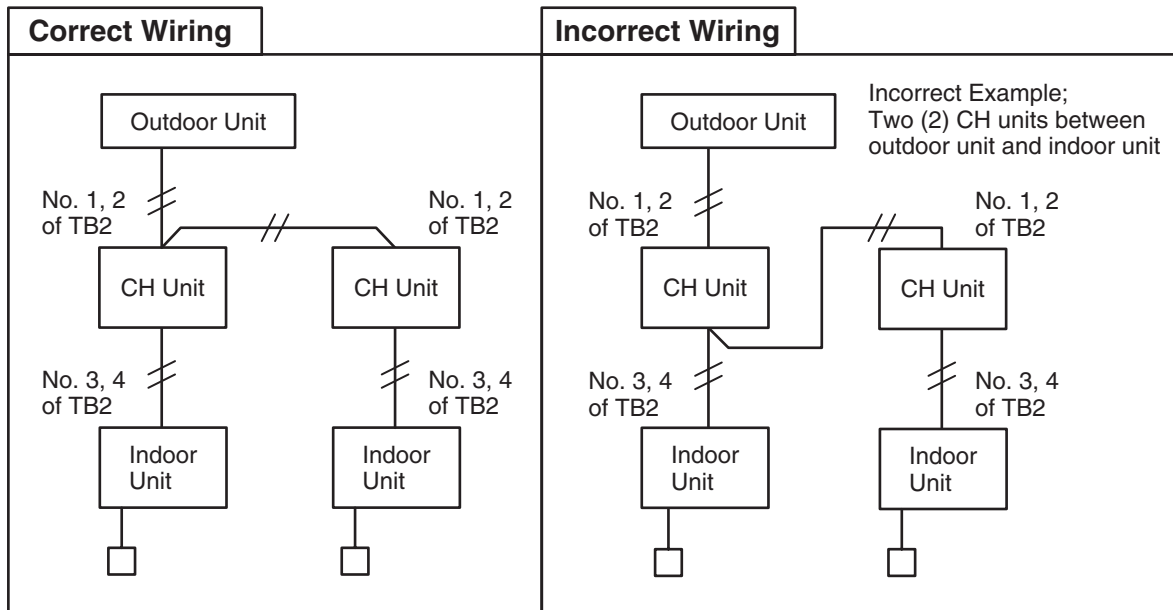 Correct Wiring
Outdoor Unit
No. 1, 2
of TB2
No. 1, 2
of TB2
CH Unit
CH Unit
No. 3, 4
of TB2
No. 3, 4
of TB2
Indoor
Unit
Indoor
Unit
Incorrect Wiring
Incorrect Example;
Two (2) CH units between
outdoor unit and indoor unit
Outdoor Unit
No. 1, 2
of TB2
No. 1, 2
of TB2
CH Unit
CH Unit
No. 3, 4
of TB2
No. 3, 4
of TB2
Indoor
Unit
Indoor
Unit